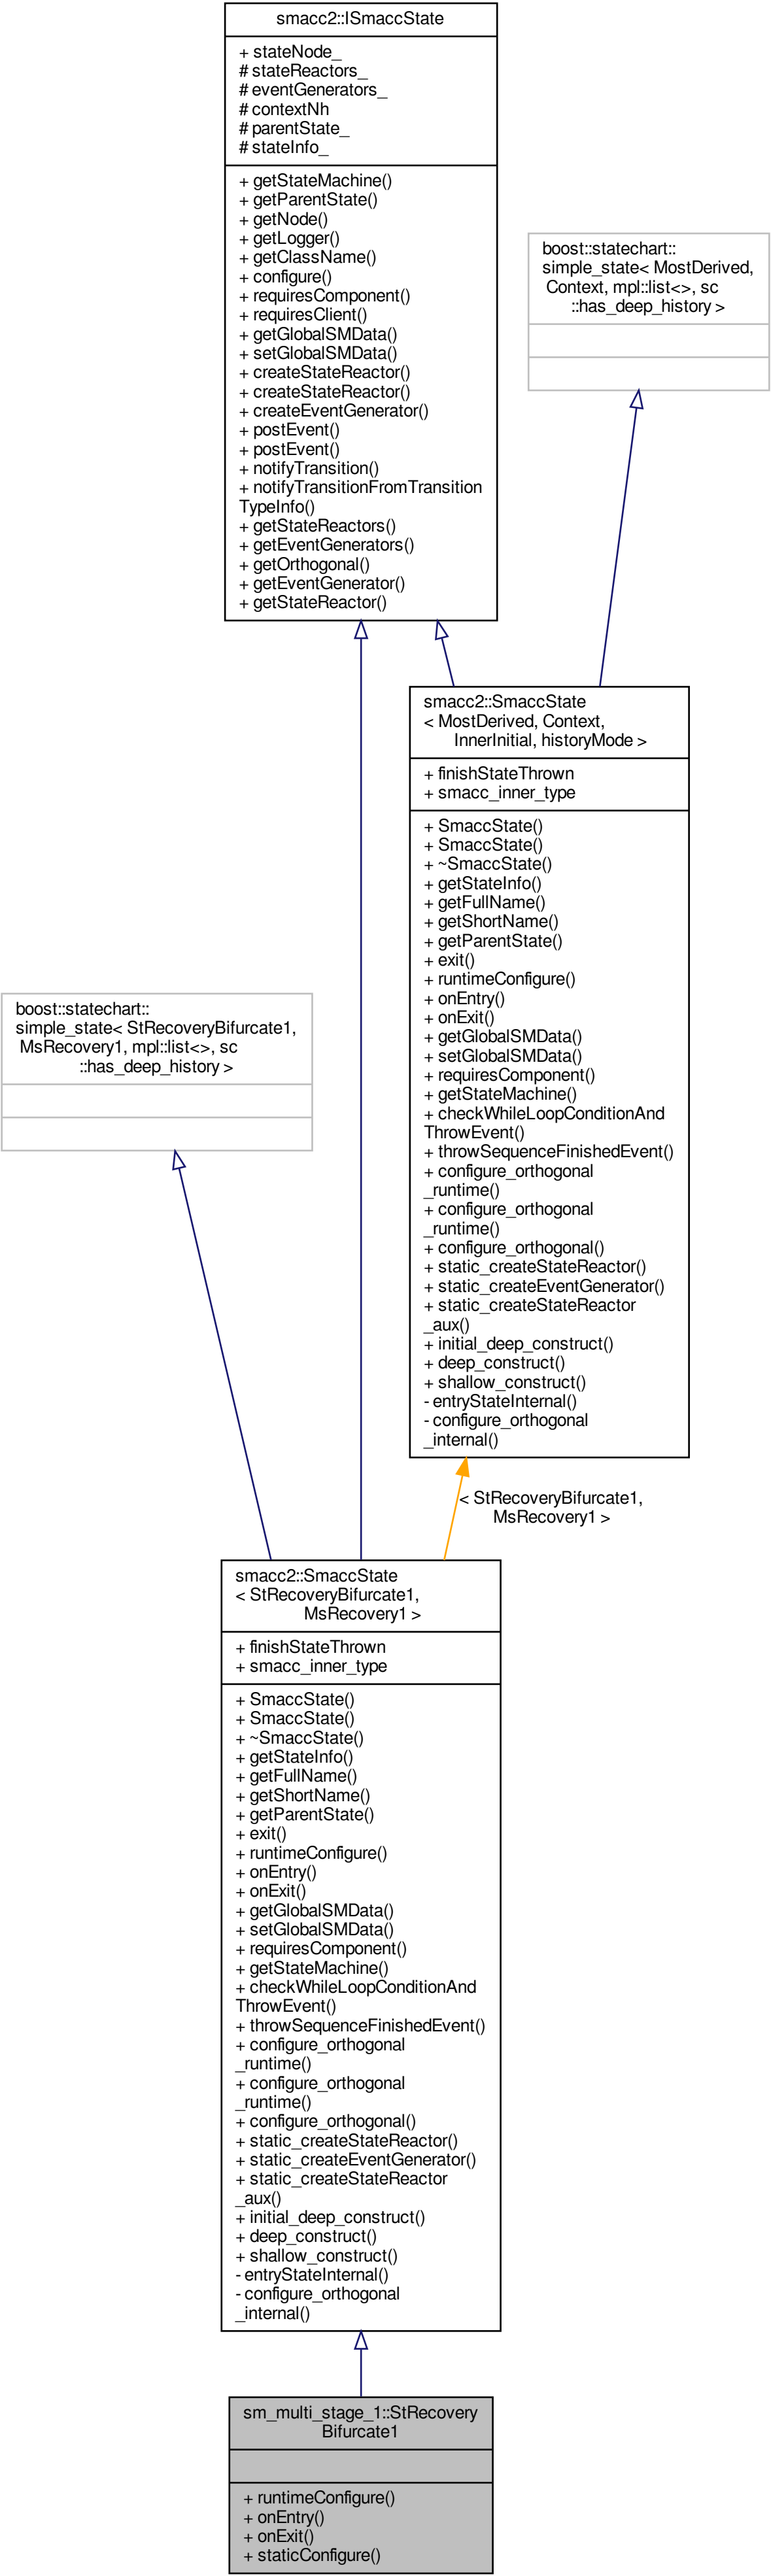 smacc2::ISmaccState
+ stateNode_
# stateReactors_
# eventGenerators_
# contextNh
# parentState_
# stateInfo_
+ getStateMachine()
+ getParentState()
+ getNode()
+ getLogger()
+ getClassName()
+ configure()
+ requiresComponent()
+ requiresClient()
+ getGlobalSMData()
+ setGlobalSMData()
+ createStateReactor()
+ createStateReactor()
+ createEventGenerator()
+ postEvent()
+ postEvent()
+ notifyTransition()
+ notifyTransitionFromTransition
TypeInfo()
+ getStateReactors()
+ getEventGenerators()
+ getOrthogonal()
+ getEventGenerator()
+ getStateReactor()
boost::statechart::
simple_state< MostDerived,
Context, mpl::list<>, sc
::has_deep_history >
smacc2::SmaccState
< MostDerived, Context,
InnerInitial, historyMode >
+ finishStateThrown
+ smacc_inner_type
+ SmaccState()
+ SmaccState()
+ ~SmaccState()
+ getStateInfo()
+ getFullName()
+ getShortName()
+ getParentState()
+ exit()
+ runtimeConfigure()
+ onEntry()
+ onExit()
+ getGlobalSMData()
+ setGlobalSMData()
+ requiresComponent()
+ getStateMachine()
+ checkWhileLoopConditionAnd
ThrowEvent()
+ throwSequenceFinishedEvent()
+ configure_orthogonal
_runtime()
+ configure_orthogonal
_runtime()
+ configure_orthogonal()
+ static_createStateReactor()
+ static_createEventGenerator()
+ static_createStateReactor
_aux()
+ initial_deep_construct()
+ deep_construct()
+ shallow_construct()
- entryStateInternal()
- configure_orthogonal
_internal()
boost::statechart::
simple_state< StRecoveryBifurcate1,
MsRecovery1, mpl::list<>, sc
::has_deep_history >
< StRecoveryBifurcate1,
MsRecovery1 >
smacc2::SmaccState
< StRecoveryBifurcate1,
MsRecovery1 >
+ finishStateThrown
+ smacc_inner_type
+ SmaccState()
+ SmaccState()
+ ~SmaccState()
+ getStateInfo()
+ getFullName()
+ getShortName()
+ getParentState()
+ exit()
+ runtimeConfigure()
+ onEntry()
+ onExit()
+ getGlobalSMData()
+ setGlobalSMData()
+ requiresComponent()
+ getStateMachine()
+ checkWhileLoopConditionAnd
ThrowEvent()
+ throwSequenceFinishedEvent()
+ configure_orthogonal
_runtime()
+ configure_orthogonal
_runtime()
+ configure_orthogonal()
+ static_createStateReactor()
+ static_createEventGenerator()
+ static_createStateReactor
_aux()
+ initial_deep_construct()
+ deep_construct()
+ shallow_construct()
- entryStateInternal()
- configure_orthogonal
_internal()
sm_multi_stage_1::StRecovery
Bifurcate1
+ runtimeConfigure()
+ onEntry()
+ onExit()
+ staticConfigure()